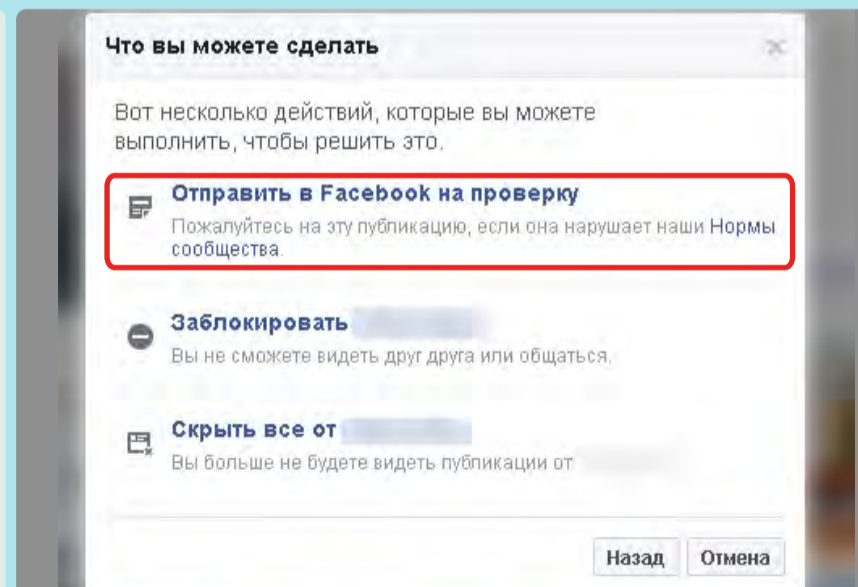 Что вы можете сделать
Вот несколько действий, которые вы можете
выполнить, чтобы решить это.
Отправить в Facebook на проверку
Пожалуйтесь на эту публикацию, если она нарушает наши Нормы
сообщества.
Заблокировать
Вы не сможете видеть друг друга или общаться.
Скрыть все от
Вы больше не будете видеть публикации от
Назад Отмена